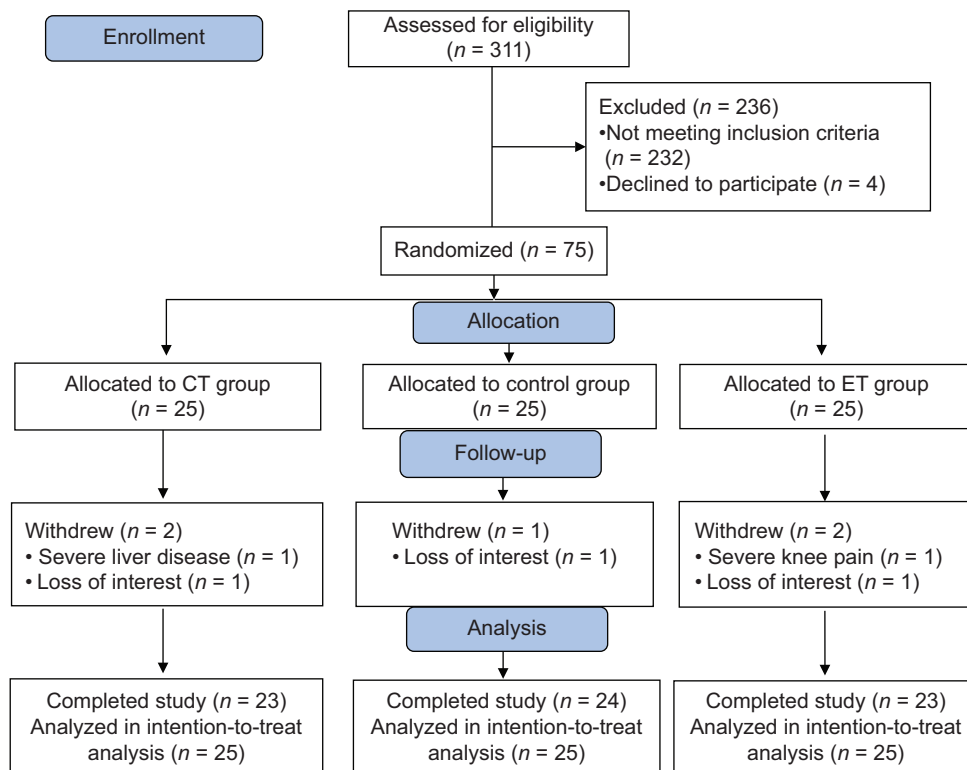 Enrollment
Assessed for eligibility
(n = 311)
Excluded (n = 236)
•Not meeting inclusion criteria
(n = 232)
•Declined to participate (n = 4)
Randomized (n = 75)
Allocation
Allocated to CT group
(n = 25)
Allocated to control group
(n = 25)
Allocated to ET group
(n = 25)
Follow-up
Withdrew (n = 2)
• Severe liver disease (n = 1)
• Loss of interest (n = 1)
Withdrew (n = 1)
• Loss of interest (n = 1)
Withdrew (n = 2)
• Severe knee pain (n = 1)
• Loss of interest (n = 1)
Analysis
Completed study (n = 23)
Analyzed in intention-to-treat
analysis (n = 25)
Completed study (n = 24)
Analyzed in intention-to-treat
analysis (n = 25)
Completed study (n = 23)
Analyzed in intention-to-treat
analysis (n = 25)